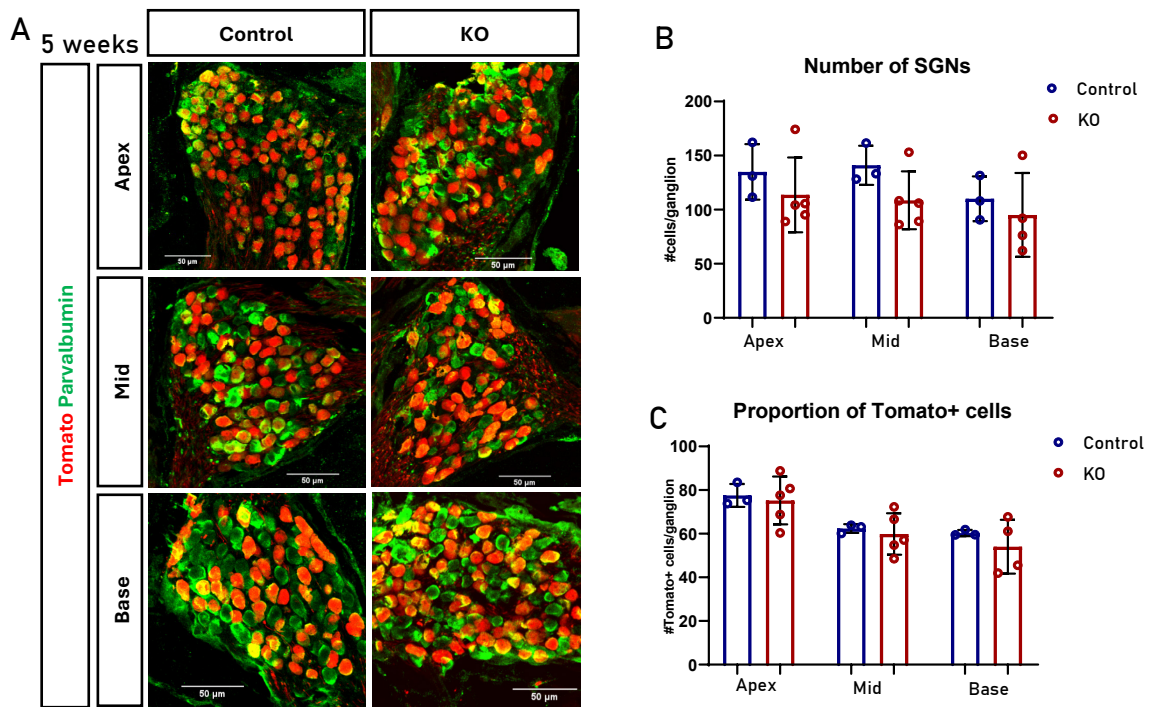 A
5 weeks
Control
KO
Tomato Parvalbumin
Apex
50 µm
50 µm
Mid
50 µm
50 µm
Base
50 µm
50 µm
B
Number of SGNs
Control
KO
#cells/ganglion
200
150
100
50
0
Apex
Mid
Base
C
Proportion of Tomato+ cells
Control
KO
#Tomato+ cells/ganglion
100
80
60
40
20
0
Apex
Mid
Base